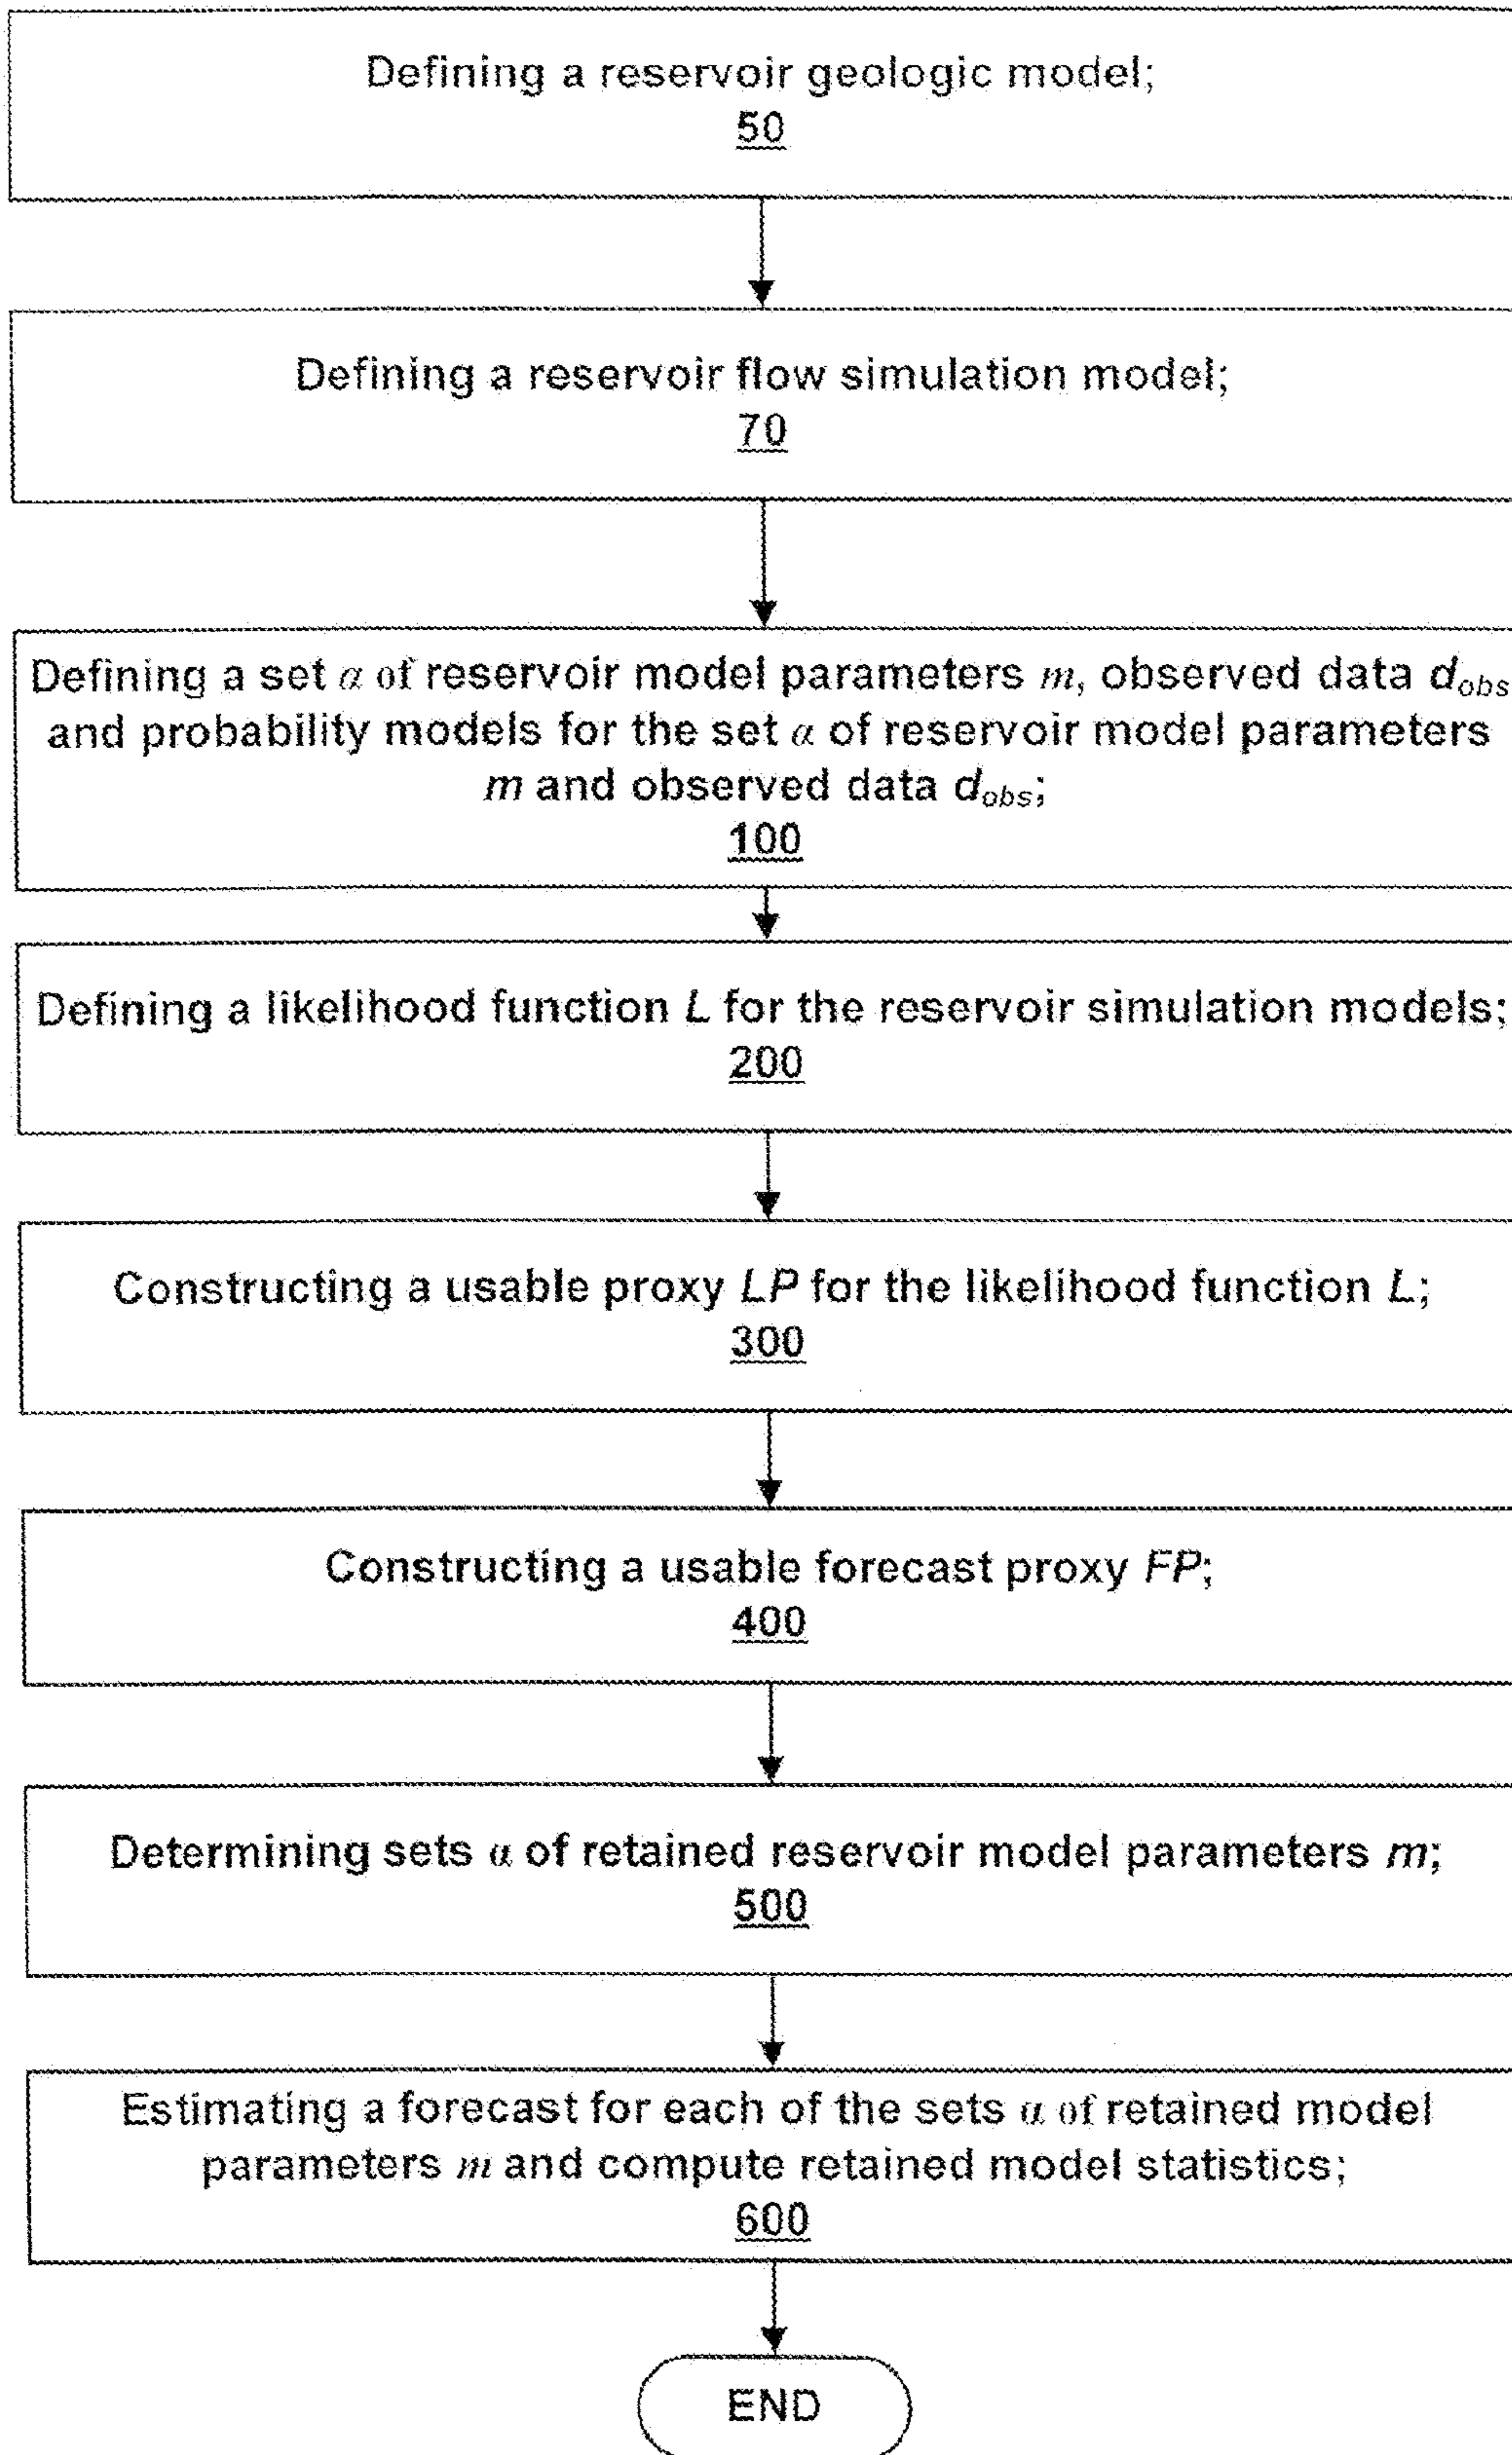 Defining a reservoir geologic model;
50
Defining a reservoir flow simulation model;
70
Defining a set α of reservoir model parameters m, observed data d_obs
and probability models for the set α of reservoir model parameters
m and observed data d_obs;
100
Defining a likelihood function L for the reservoir simulation models;
200
Constructing a usable proxy LP for the likelihood function L;
300
Constructing a usable forecast proxy FP;
400
Determining sets α of retained reservoir model parameters m;
500
Estimating a forecast for each of the sets α of retained model
parameters m and compute retained model statistics;
600
END